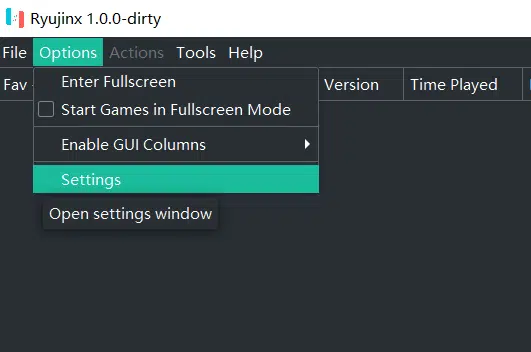 Ryujinx 1.0.0-dirty
File Options Actions Tools Help
Fav Version Time Played
Enter Fullscreen
Start Games in Fullscreen Mode
Enable GUI Columns
Settings
Open settings window